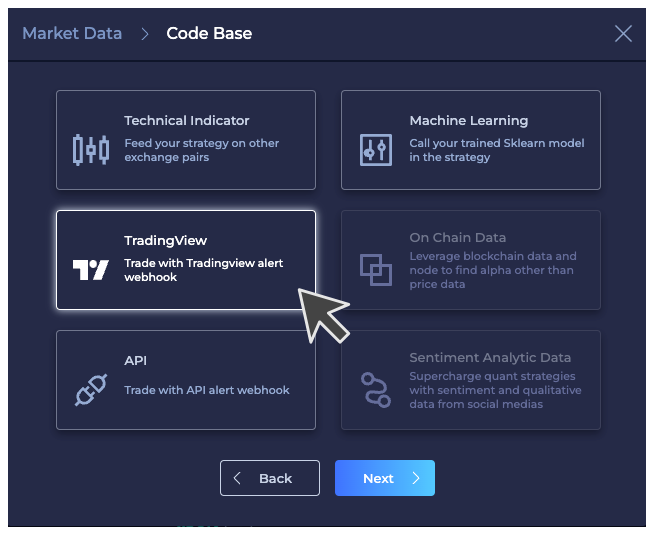 Market Data > Code Base
Technical Indicator
Feed your strategy on other
exchange pairs
Machine Learning
Call your trained Sklearn model
in the strategy
TradingView
Trade with Tradingview alert
webhook
On Chain Data
Leverage blockchain data and
node to find alpha other than
price data
API
Trade with API alert webhook
Sentiment Analytic Data
Supercharge quant strategies
with sentiment and qualitative
data from social medias
Back
Next